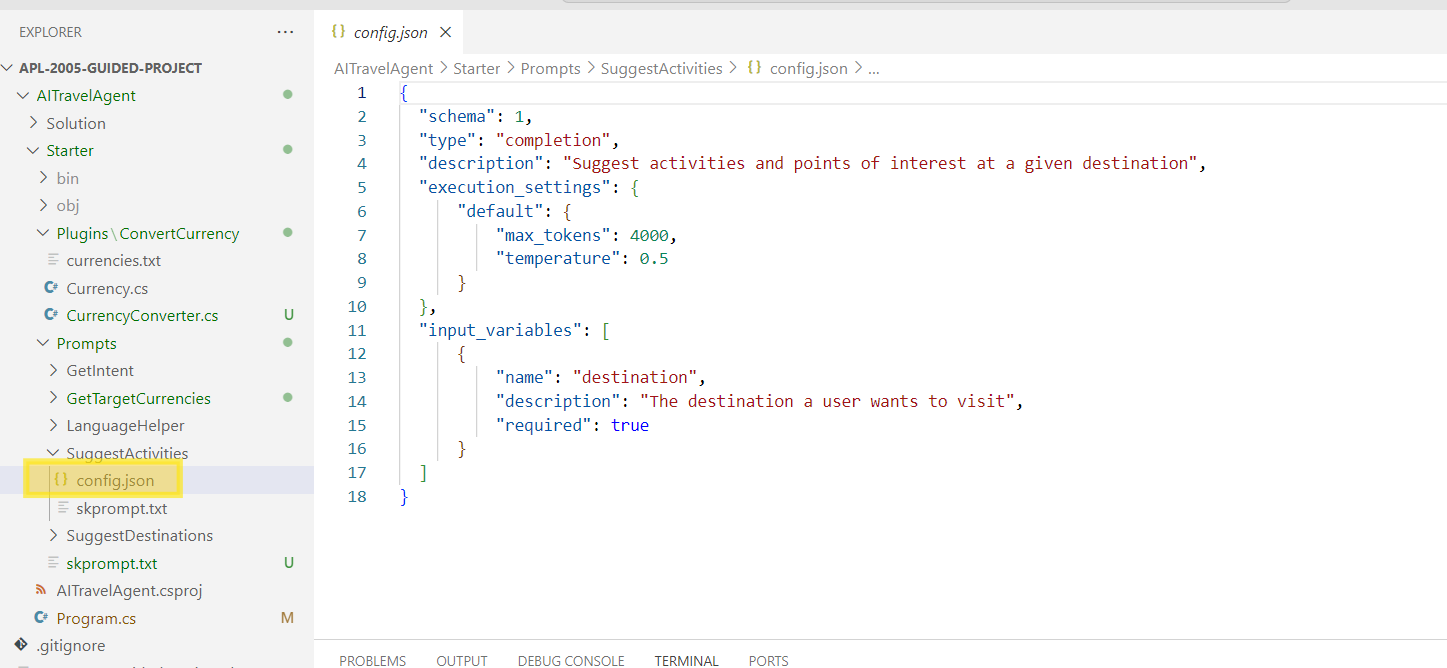 EXPLORER
APL-2005-GUIDED-PROJECT
AITravelAgent
Solution
Starter
bin
obj
Plugins\ConvertCurrency
currencies.txt
Currency.cs
CurrencyConverter.cs U
Prompts
GetIntent
GetTargetCurrencies
LanguageHelper
SuggestActivities
{} config.json
skprompt.txt
SuggestDestinations
skprompt.txt U
AITravelAgent.csproj
Program.cs M
.gitignore
{} config.json
AITravelAgent > Starter > Prompts > SuggestActivities > {} config.json > ...
1 {
2 "schema": 1,
3 "type": "completion",
4 "description": "Suggest activities and points of interest at a given destination",
5 "execution_settings": {
6 "default": {
7 "max_tokens": 4000,
8 "temperature": 0.5
9 }
10 },
11 "input_variables": [
12 {
13 "name": "destination",
14 "description": "The destination a user wants to visit",
15 "required": true
16 }
17 ]
18 }
PROBLEMS OUTPUT DEBUG CONSOLE TERMINAL PORTS